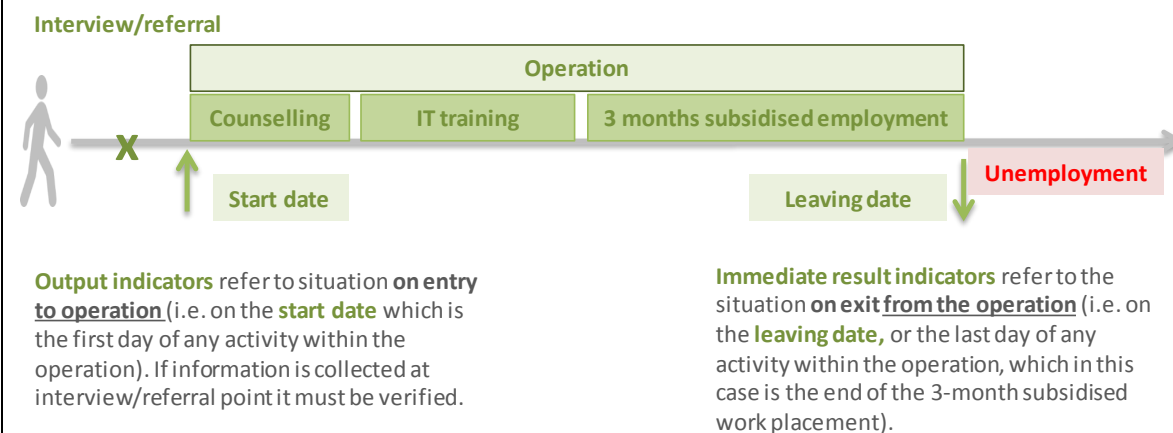 Interview/referral
Operation
Counselling
IT training
3 months subsidised employment
X
Unemployment
Start date
Leaving date
Output indicators refer to situation on entry
to operation (i.e. on the start date which is
the first day of any activity within the
operation). If information is collected at
interview/referral point it must be verified.
Immediate result indicators refer to the
situation on exit from the operation (i.e. on
the leaving date, or the last day of any
activity within the operation, which in this
case is the end of the 3-month subsidised
work placement).